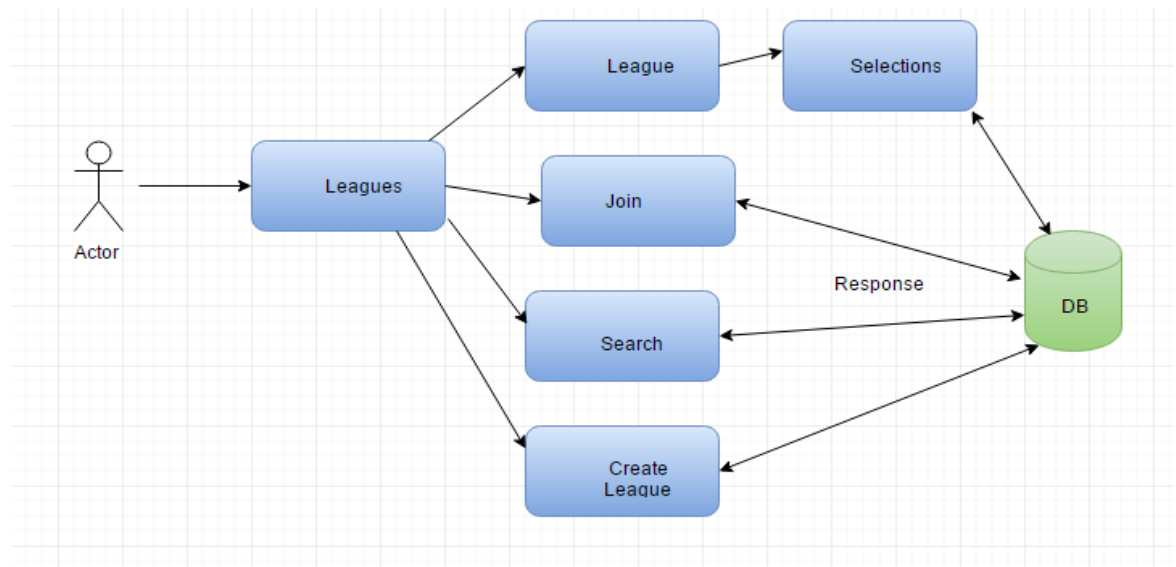 League
Selections
Leagues
Join
Actor
Response
DB
Search
Create
League